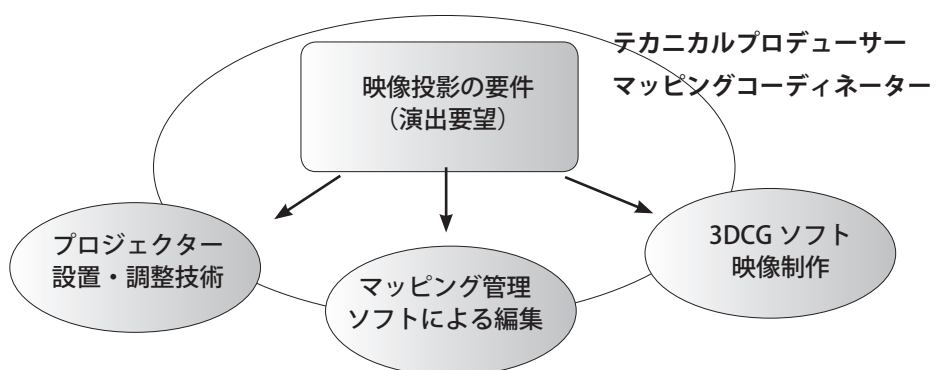 テカニカルプロデューサー
マッピングコーディネーター
映像投影の要件
（演出要望）
プロジェクター
設置・調整技術
マッピング管理
ソフトによる編集
3DCG ソフト
映像制作